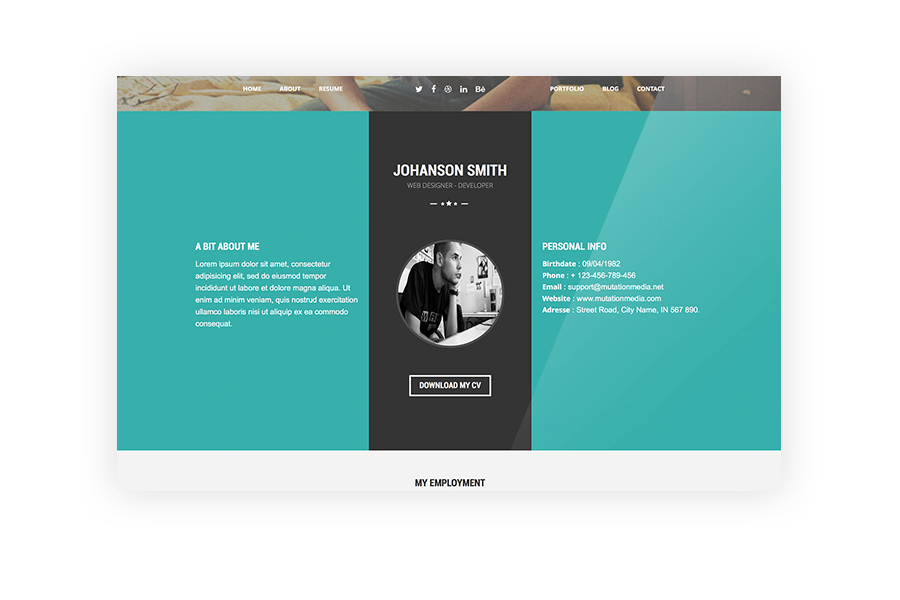 HOME ABOUT RESUME PORTFOLIO BLOG CONTACT
JOHANSON SMITH
WEB DESIGNER - DEVELOPER
A BIT ABOUT ME
Lorem ipsum dolor sit amet, consectetur
adipisicing elit, sed do eiusmod tempor
incididunt ut labore et dolore magna aliqua. Ut
enim ad minim veniam, quis nostrud exercitation
ullamco laboris nisi ut aliquip ex ea commodo
consequat.
PERSONAL INFO
Birthdate : 09/04/1982
Phone : + 123-456-789-456
Email : support@mutationmedia.net
Website : www.mutationmedia.com
Adresse : Street Road, City Name, IN 567 890.
DOWNLOAD MY CV
MY EMPLOYMENT